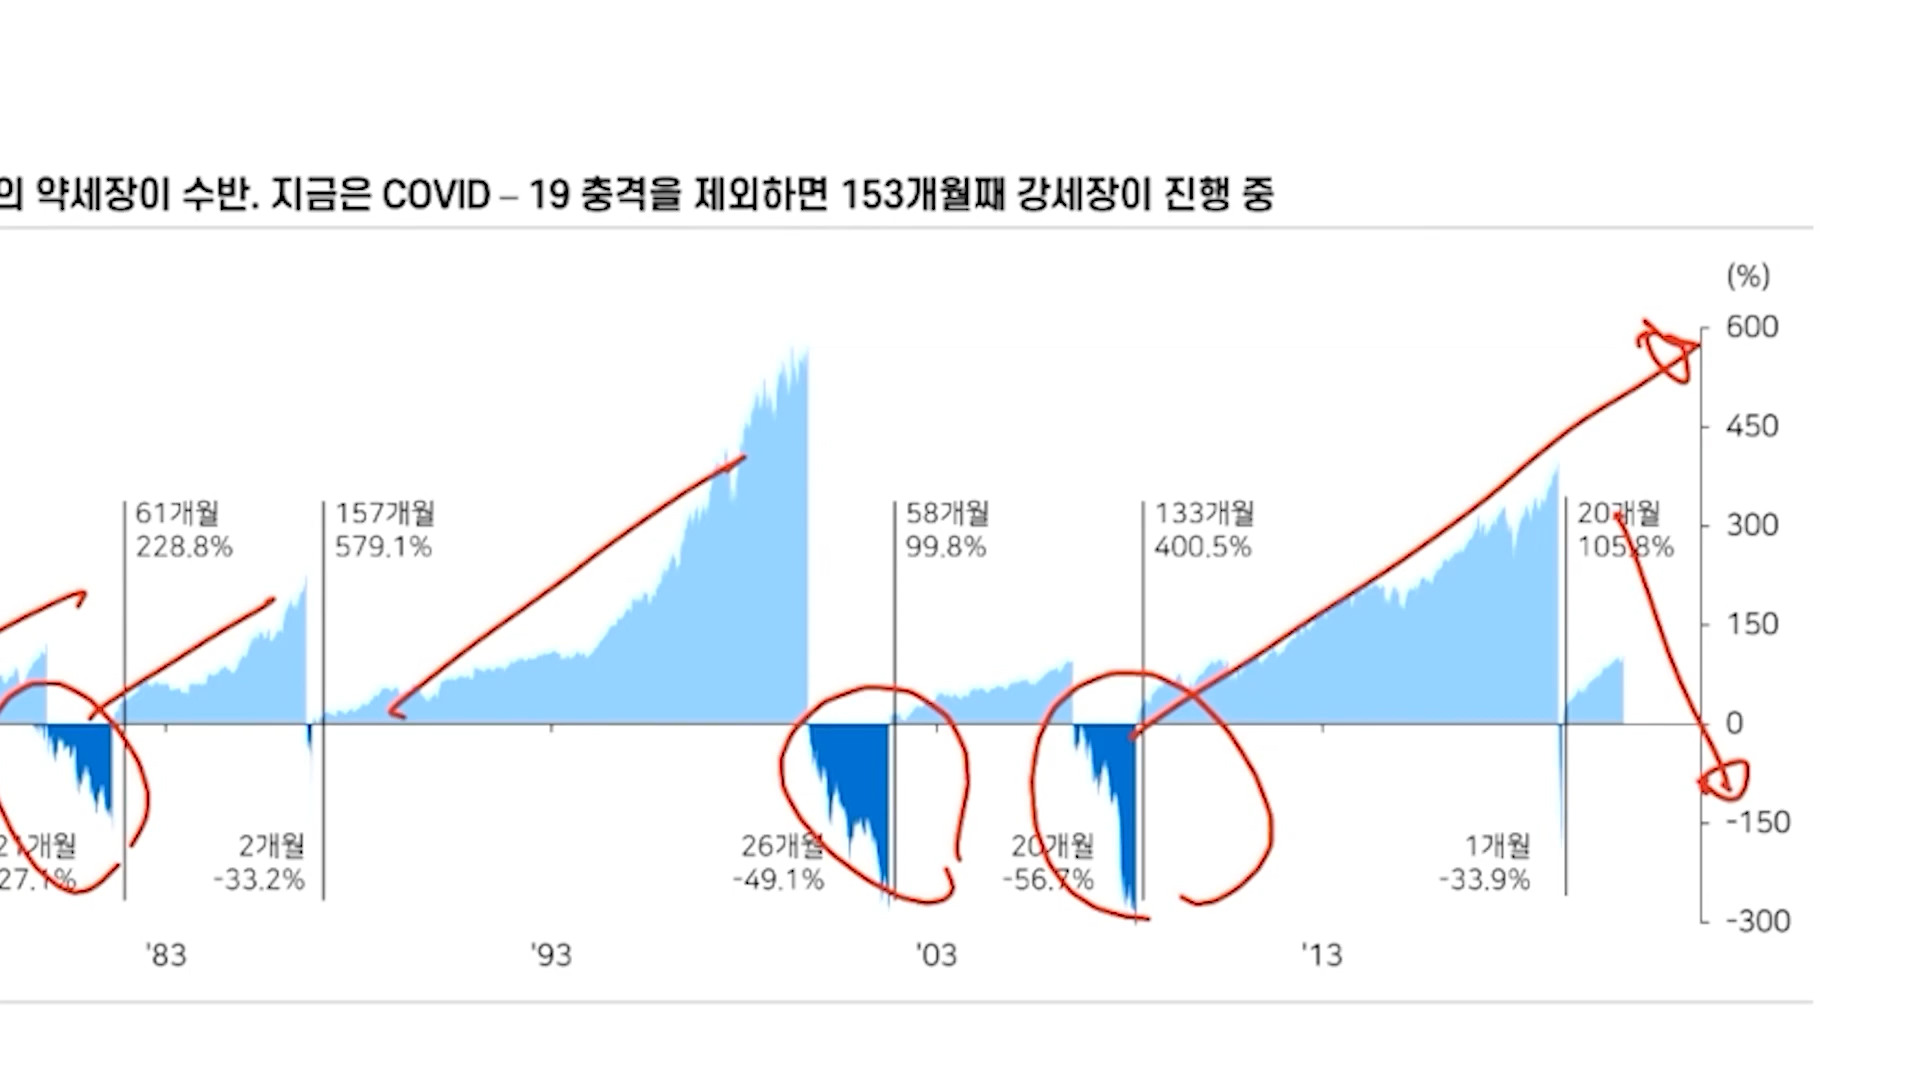 의 약세장이 수반. 지금은 COVID – 19 충격을 제외하면 153개월째 강세장이 진행 중
(%)
600
450
300
150
0
-150
-300
61개월
228.8%
157개월
579.1%
58개월
99.8%
133개월
400.5%
20개월
105.8%
21개월
27.1%
2개월
-33.2%
26개월
-49.1%
20개월
-56.7%
1개월
-33.9%
'83
'93
'03
'13